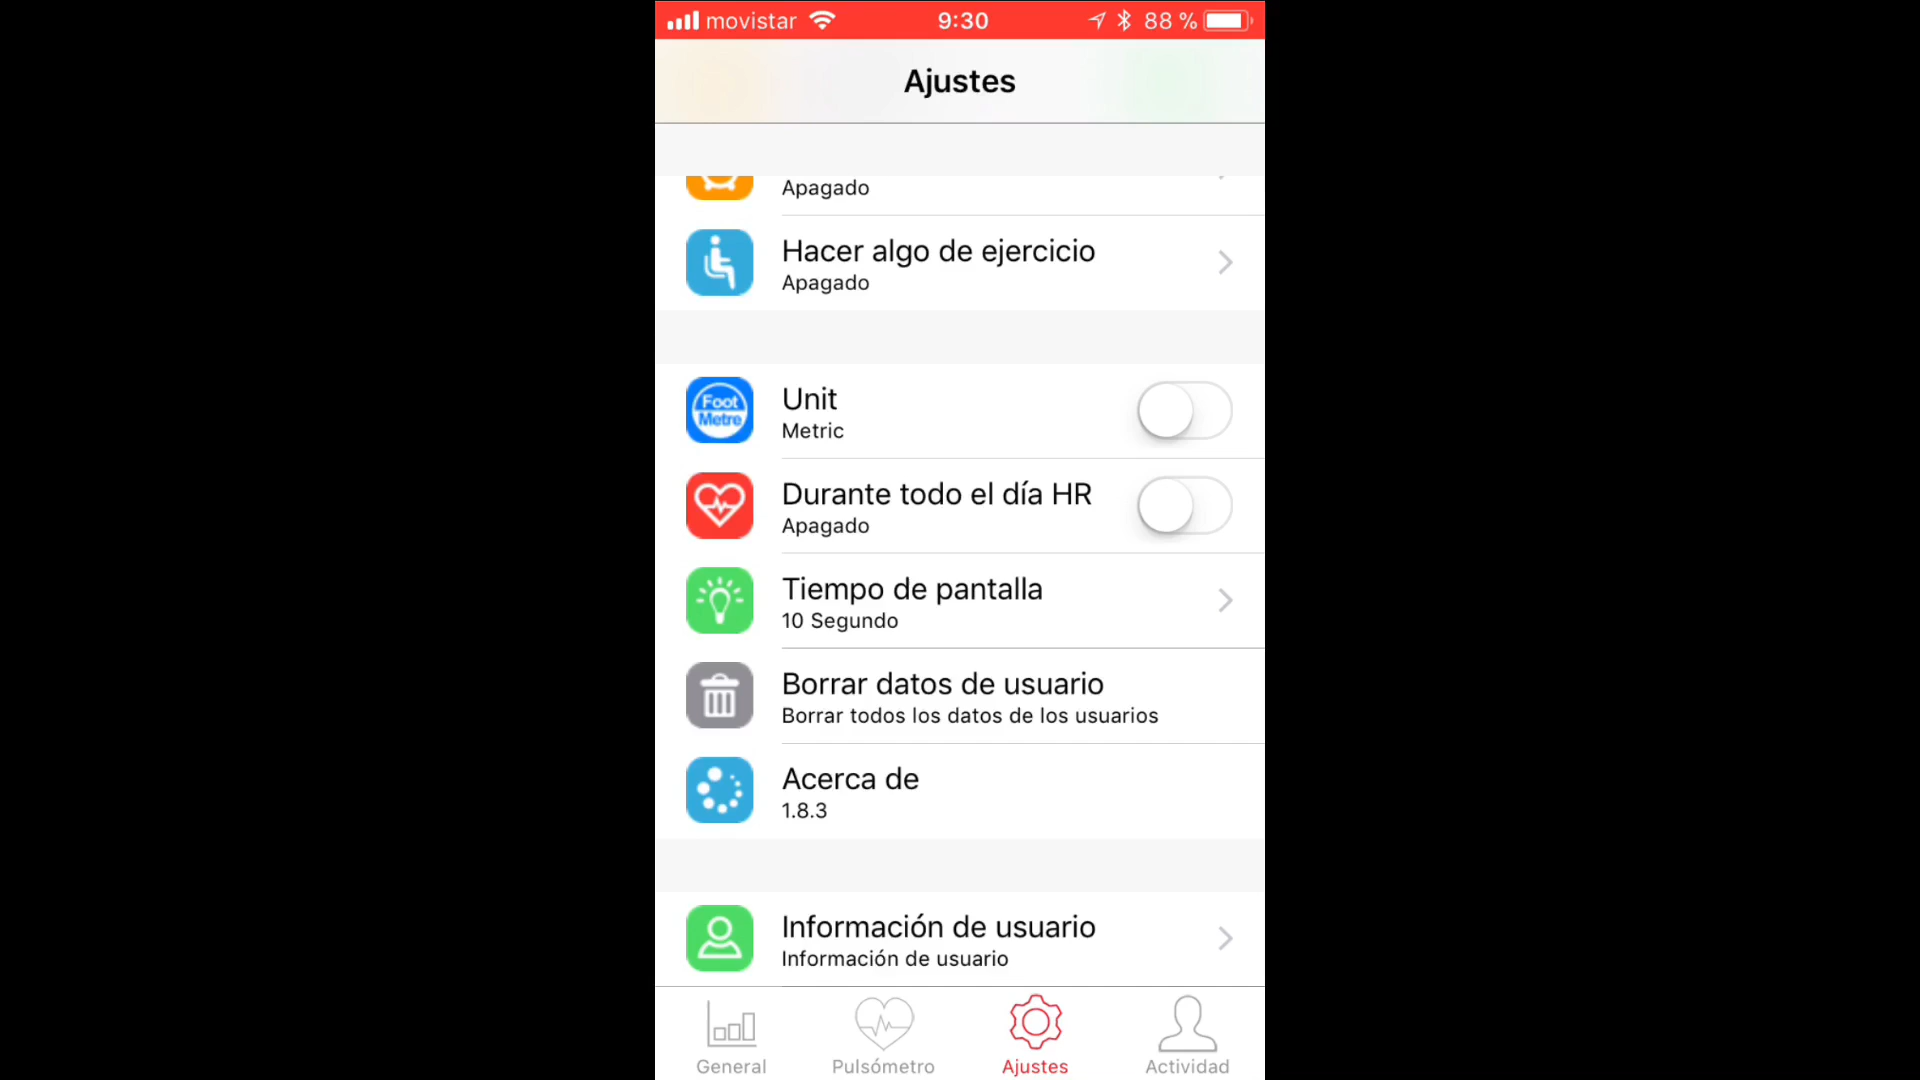 movistar 9:30 88 %
Ajustes
Apagado
Hacer algo de ejercicio
Apagado
Foot
Metre
Unit
Metric
Durante todo el día HR
Apagado
Tiempo de pantalla
10 Segundo
Borrar datos de usuario
Borrar todos los datos de los usuarios
Acerca de
1.8.3
Información de usuario
Información de usuario
General Pulsómetro Ajustes Actividad